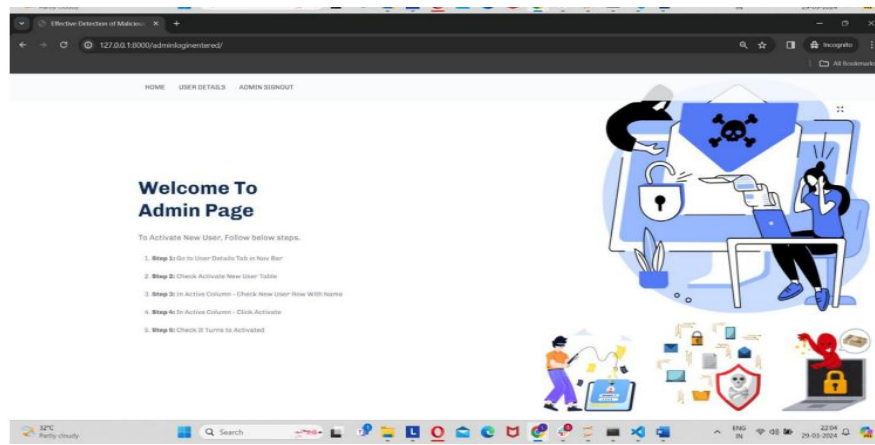 Effective Detection of Malicious
127.0.0.1:8000/adminloginentered/
Incognito
All Bookmarks
HOME USER DETAILS ADMIN SIGNOUT
Welcome To
Admin Page
To Activate New User, Follow below steps.
1. Step 1: Go to User Details Tab in Nav Bar
2. Step 2: Check Activate New User Table
3. Step 3: In Active Column - Check New User Row With Name
4. Step 4: In Active Column - Click Activate
5. Step 5: Check It Turns to Activated
32°C
Partly cloudy
Search
ENG
IN
22:04
29-03-2024